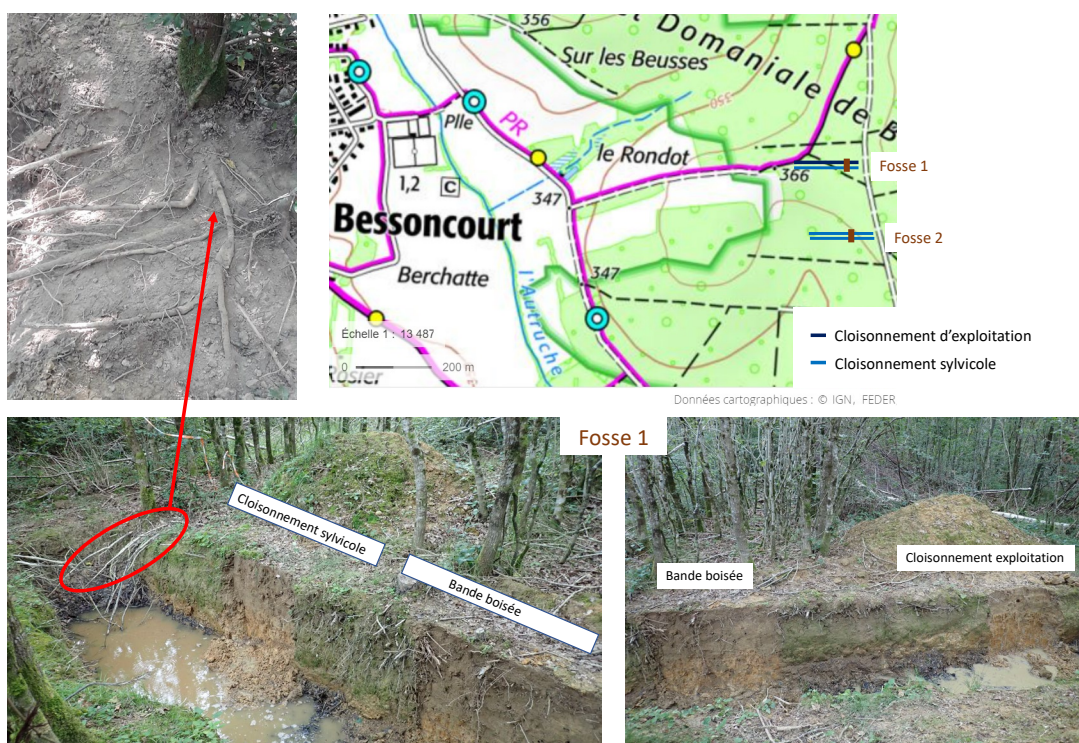 356
346
t Domaniale de B
Sur les Beusses
350
Plle
PR
le Rondot
1,2
C
347
366
Fosse 1
Bessoncourt
Fosse 2
Berchatte
347
l'Autruche
Échelle 1 : 13 487
0 200 m
Rosier
Cloisonnement d'exploitation
Cloisonnement sylvicole
Données cartographiques : © IGN, FEDER
Fosse 1
Cloisonnement sylvicole
Bande boisée
Bande boisée
Cloisonnement exploitation